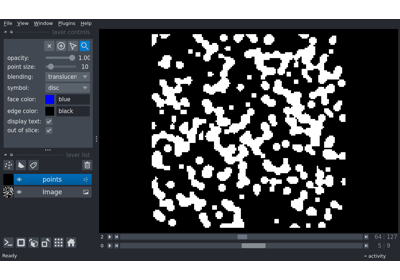 File View Window Plugins Help
layer controls
opacity: 1.00
point size: 10
blending: translucen
symbol: disc
face color: blue
edge color: black
display text:
out of slice:
layer list
points
Image
2 64 127
0 5 9
Ready activity